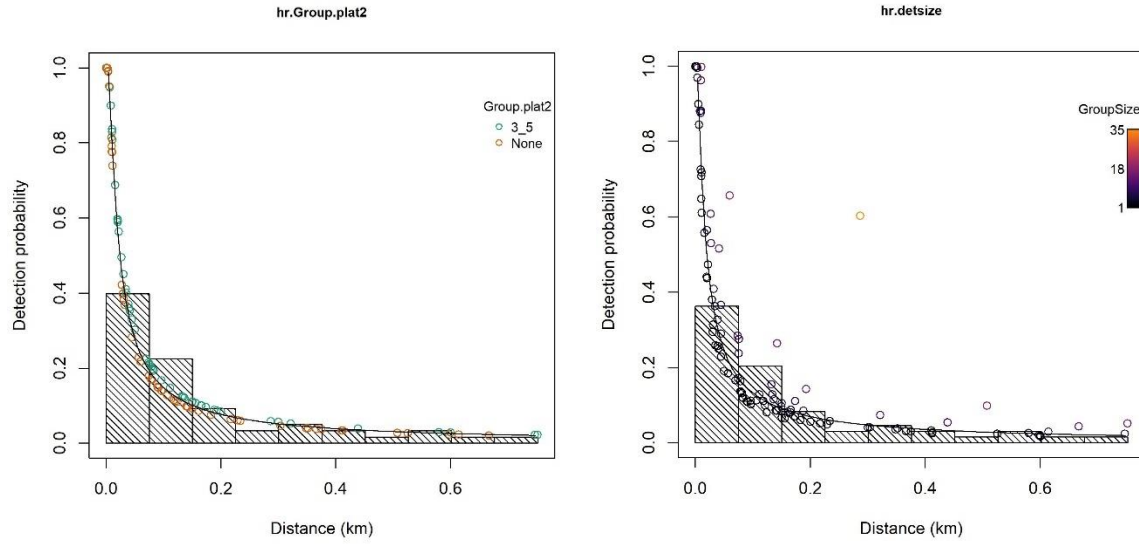 hr.Group.plat2
1.0
0.8
0.6
0.4
0.2
0.0
Detection probability
Group.plat2
3_5
None
0.0 0.2 0.4 0.6
Distance (km)
hr.detsize
1.0
0.8
0.6
0.4
0.2
0.0
Detection probability
GroupSize
35
18
1
0.0 0.2 0.4 0.6
Distance (km)